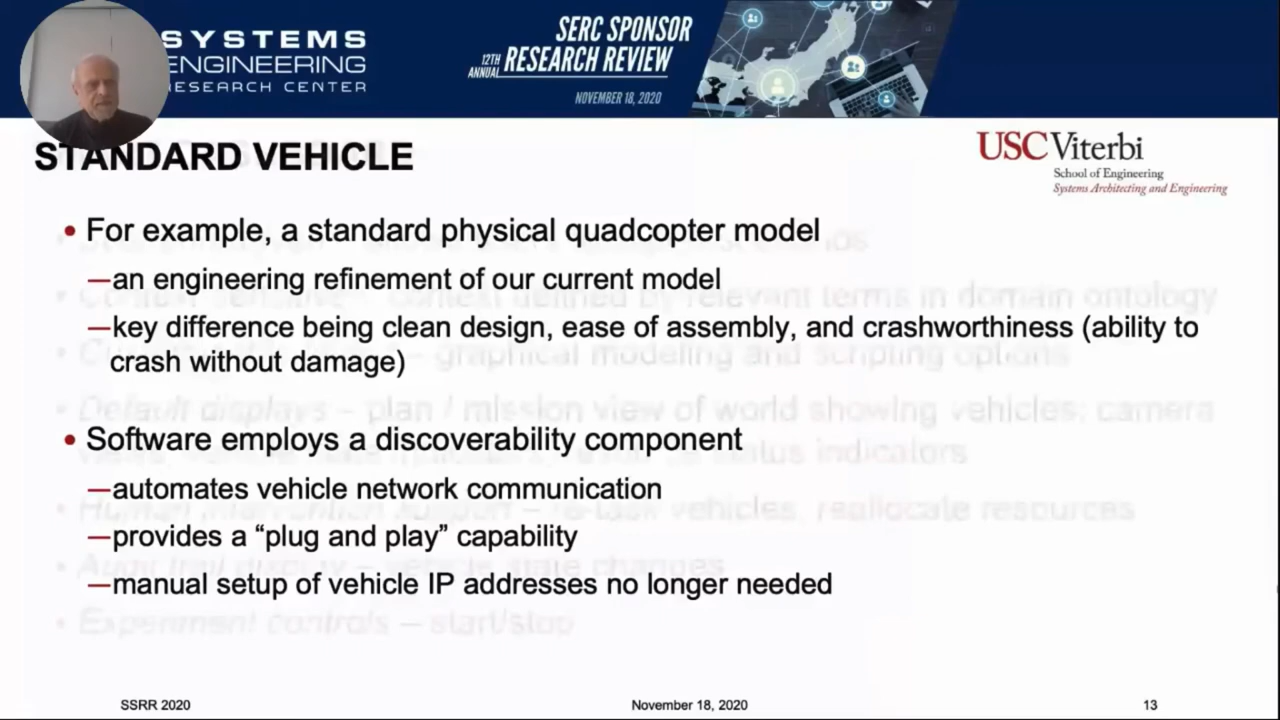 SYSTEMS
ENGINEERING
RESEARCH CENTER
12TH ANNUAL
SERC SPONSOR
RESEARCH REVIEW
NOVEMBER 18, 2020
STANDARD VEHICLE
USC Viterbi
School of Engineering
Systems Architecting and Engineering
• For example, a standard physical quadcopter model
—an engineering refinement of our current model
—key difference being clean design, ease of assembly, and crashworthiness (ability to
crash without damage)
• Software employs a discoverability component
—automates vehicle network communication
—provides a “plug and play” capability
—manual setup of vehicle IP addresses no longer needed
SSRR 2020
November 18, 2020
13